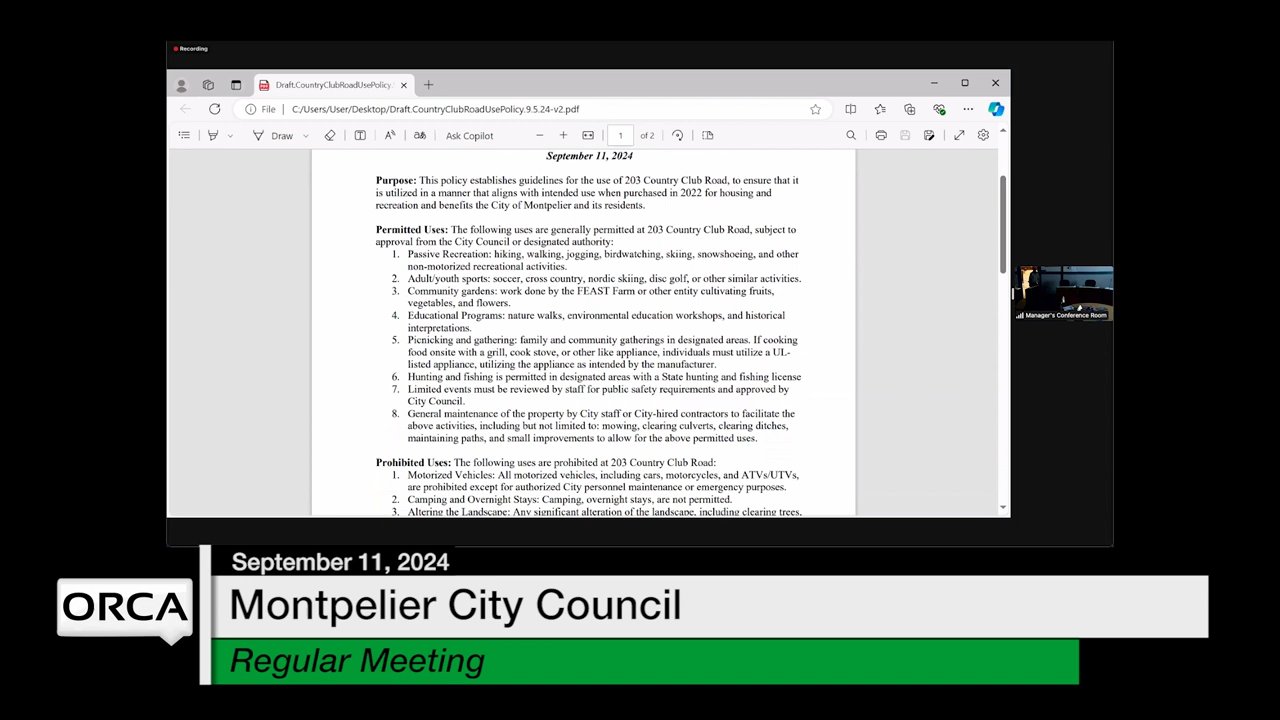 Recording
Draft.CountryClubRoadUsePolicy.
File
C:/Users/User/Desktop/Draft.CountryClubRoadUsePolicy.9.5.24-v2.pdf
Draw
Ask Copilot
1
of 2
September 11, 2024
Purpose: This policy establishes guidelines for the use of 203 Country Club Road, to ensure that it
is utilized in a manner that aligns with intended use when purchased in 2022 for housing and
recreation and benefits the City of Montpelier and its residents.
Permitted Uses: The following uses are generally permitted at 203 Country Club Road, subject to
approval from the City Council or designated authority:
1. Passive Recreation: hiking, walking, jogging, birdwatching, skiing, snowshoeing, and other
non-motorized recreational activities.
2. Adult/youth sports: soccer, cross country, nordic skiing, disc golf, or other similar activities.
3. Community gardens: work done by the FEAST Farm or other entity cultivating fruits,
vegetables, and flowers.
4. Educational Programs: nature walks, environmental education workshops, and historical
interpretations.
5. Picnicking and gathering: family and community gatherings in designated areas. If cooking
food onsite with a grill, cook stove, or other like appliance, individuals must utilize a UL-
listed appliance, utilizing the appliance as intended by the manufacturer.
6. Hunting and fishing is permitted in designated areas with a State hunting and fishing license
7. Limited events must be reviewed by staff for public safety requirements and approved by
City Council.
8. General maintenance of the property by City staff or City-hired contractors to facilitate the
above activities, including but not limited to: mowing, clearing culverts, clearing ditches,
maintaining paths, and small improvements to allow for the above permitted uses.
Prohibited Uses: The following uses are prohibited at 203 Country Club Road:
1. Motorized Vehicles: All motorized vehicles, including cars, motorcycles, and ATVs/UTVs,
are prohibited except for authorized City personnel maintenance or emergency purposes.
2. Camping and Overnight Stays: Camping, overnight stays, are not permitted.
3. Altering the Landscape: Any significant alteration of the landscape, including clearing trees,
Manager's Conference Room
September 11, 2024
ORCA
Montpelier City Council
Regular Meeting